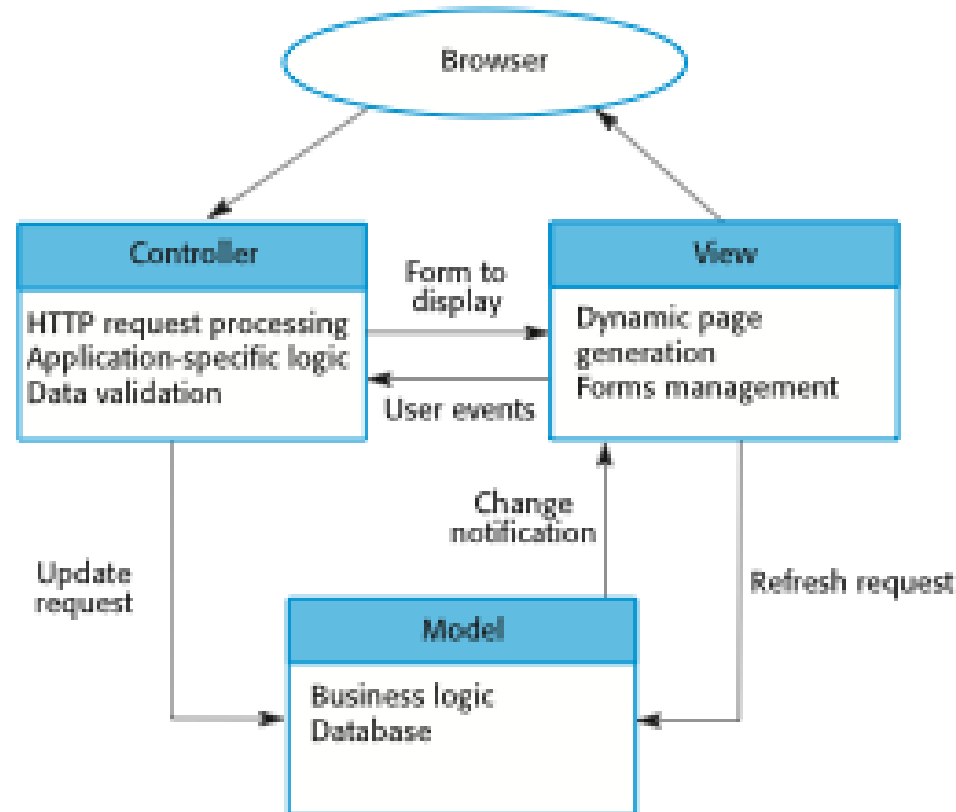 Browser
Controller
HTTP request processing
Application-specific logic
Data validation
Form to
display
User events
View
Dynamic page
generation
Forms management
Update
request
Change
notification
Refresh request
Model
Business logic
Database